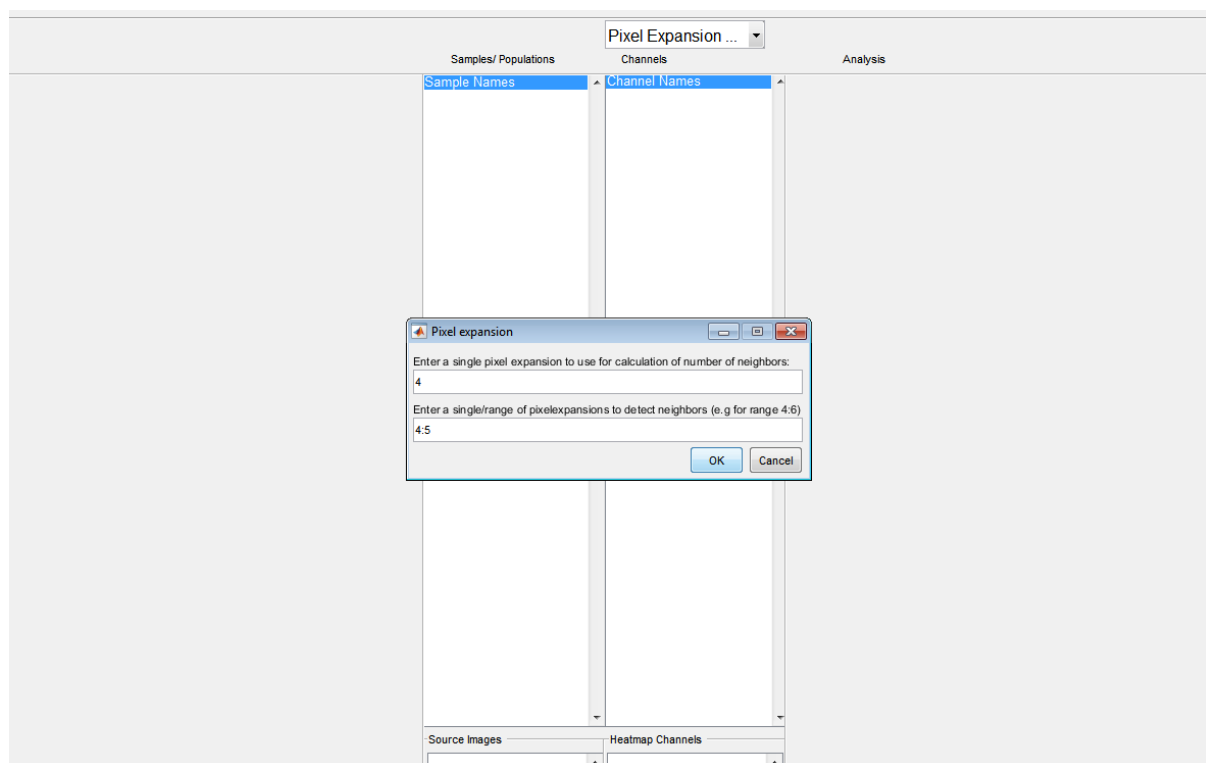 Pixel Expansion ...
Samples/ Populations
Channels
Analysis
Sample Names
Channel Names
Pixel expansion
Enter a single pixel expansion to use for calculation of number of neighbors:
4
Enter a single/range of pixelexpansions to detect neighbors (e.g for range 4:6)
4:5
OK
Cancel
Source Images
Heatmap Channels